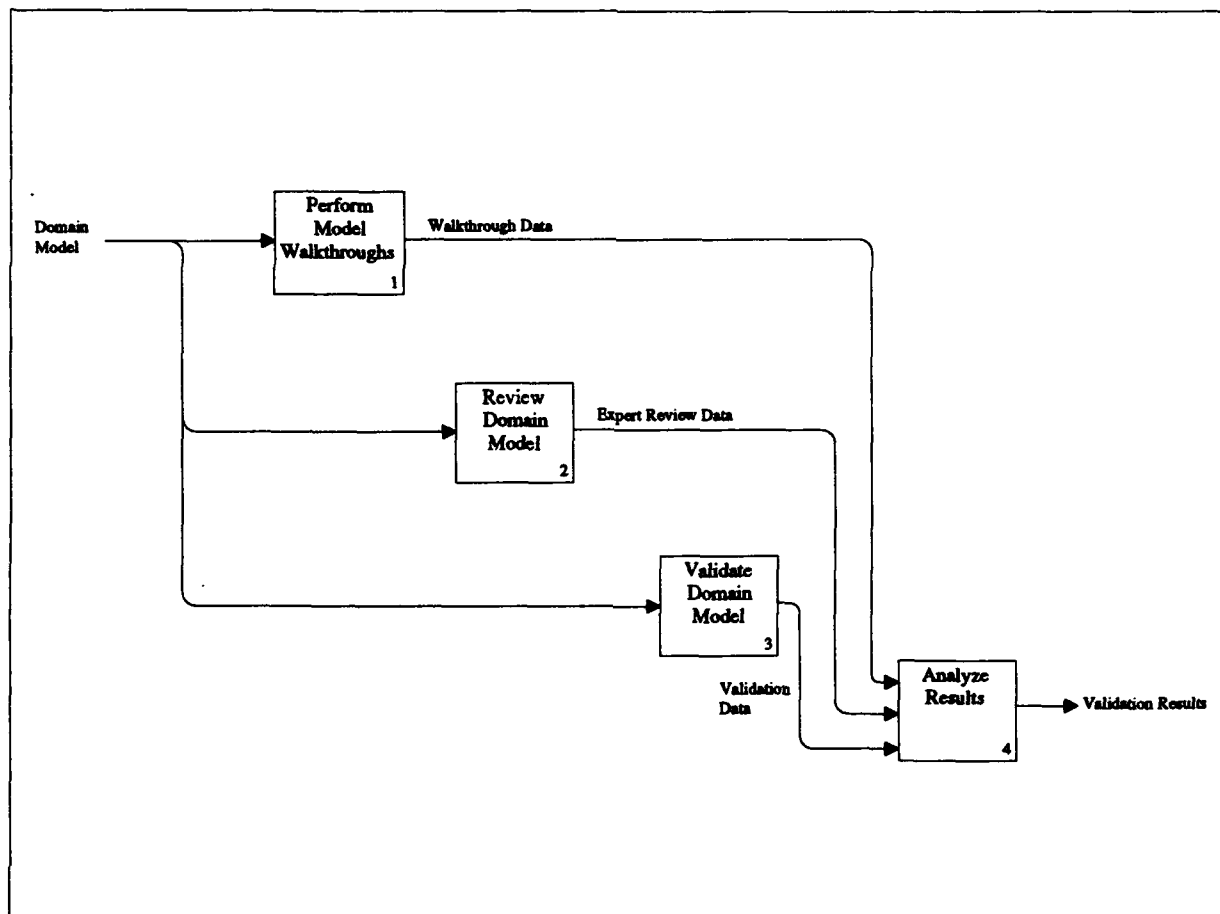 Domain
Model
Perform
Model
Walkthroughs
1
Walkthrough Data
Review
Domain
Model
2
Expert Review Data
Validate
Domain
Model
3
Validation
Data
Analyze
Results
4
Validation Results